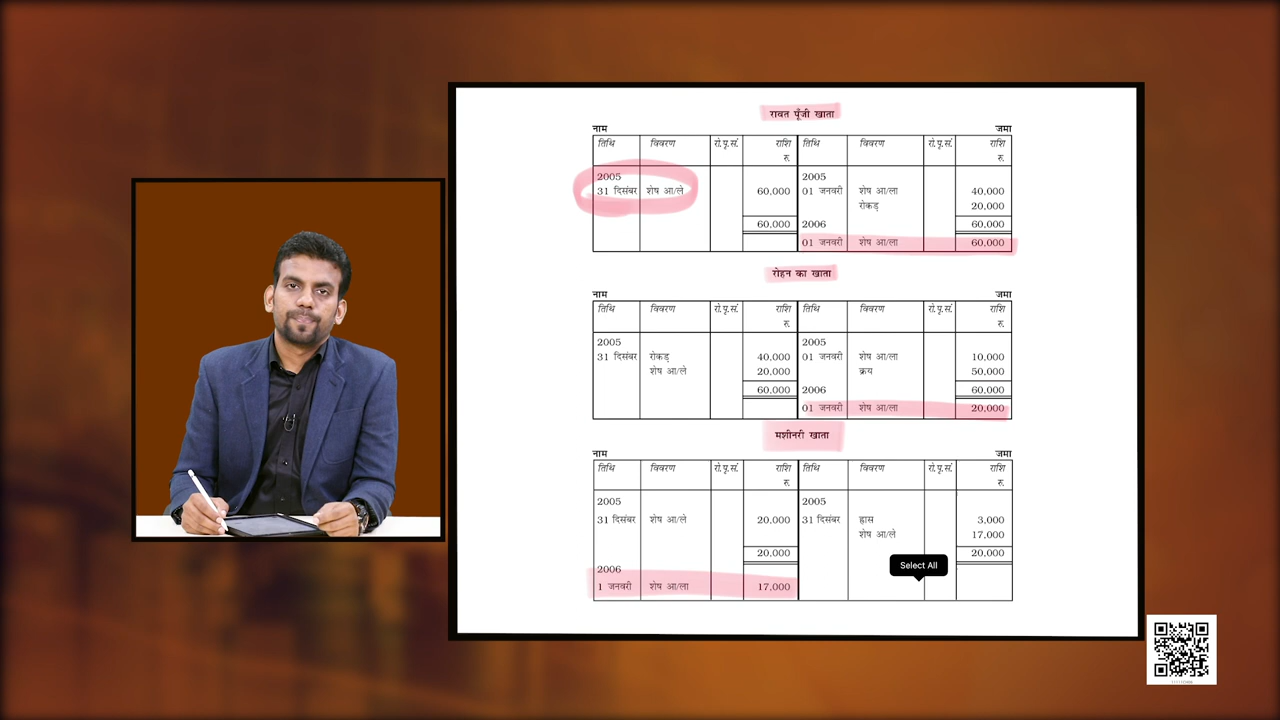 रावत पूँजी खाता
नाम जमा
तिथि विवरण रो.पृ.सं. राशि तिथि विवरण रो.पृ.सं. राशि
रु. रु.
2005 2005
31 दिसंबर शेष आ/ले 60,000 01 जनवरी शेष आ/ला 40,000
रोकड़ 20,000
60,000 2006 60,000
01 जनवरी शेष आ/ला 60,000
रोहन का खाता
नाम जमा
तिथि विवरण रो.पृ.सं. राशि तिथि विवरण रो.पृ.सं. राशि
रु. रु.
2005 2005
31 दिसंबर रोकड़ 40,000 01 जनवरी शेष आ/ला 10,000
शेष आ/ले 20,000 क्रय 50,000
60,000 2006 60,000
01 जनवरी शेष आ/ला 20,000
मशीनरी खाता
नाम जमा
तिथि विवरण रो.पृ.सं. राशि तिथि विवरण रो.पृ.सं. राशि
रु. रु.
2005 2005
31 दिसंबर शेष आ/ले 20,000 31 दिसंबर ह्रास 3,000
शेष आ/ले 17,000
20,000 20,000
2006
1 जनवरी शेष आ/ला 17,000
Select All